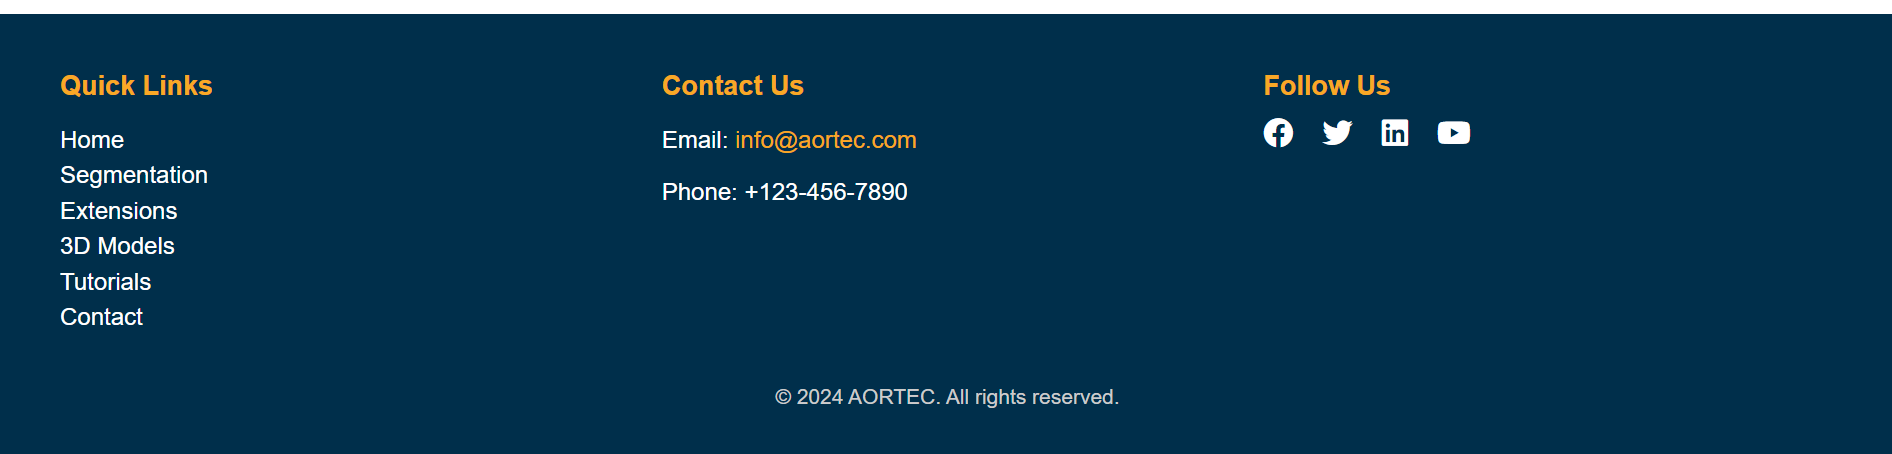 Quick Links
Home
Segmentation
Extensions
3D Models
Tutorials
Contact
Contact Us
Email: info@aortec.com
Phone: +123-456-7890
Follow Us
© 2024 AORTEC. All rights reserved.